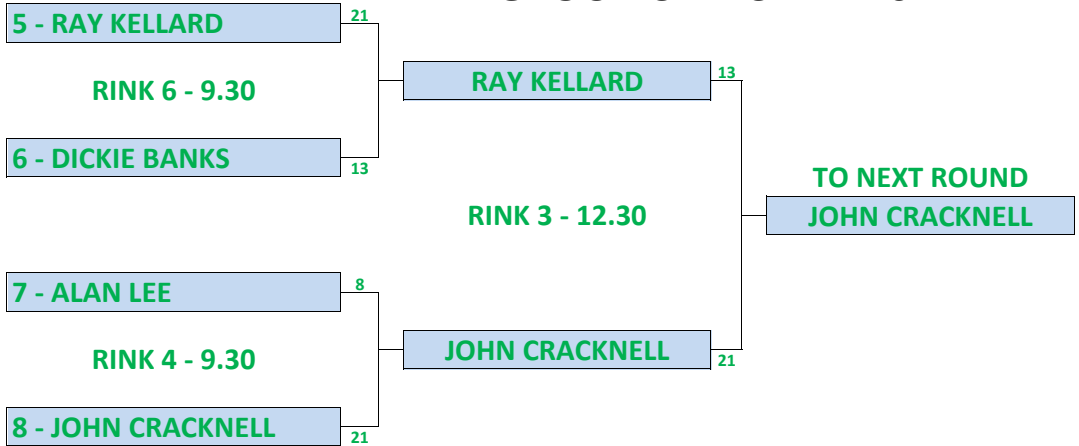 5 - RAY KELLARD
21
RINK 6 - 9.30
6 - DICKIE BANKS
13
RAY KELLARD
13
RINK 3 - 12.30
TO NEXT ROUND
JOHN CRACKNELL
7 - ALAN LEE
8
RINK 4 - 9.30
8 - JOHN CRACKNELL
21
JOHN CRACKNELL
21